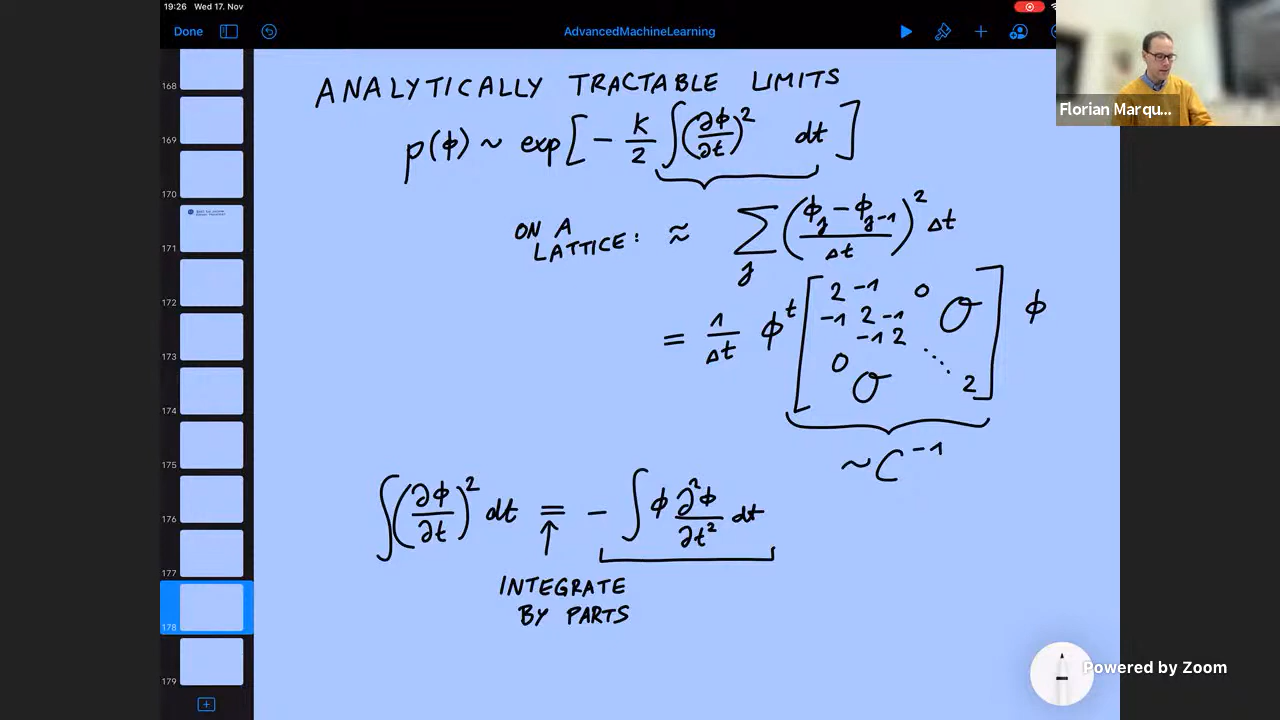 19:26 Wed 17. Nov
Done
AdvancedMachineLearning
Florian Marqu...
168
169
170
171
172
173
174
175
176
177
178
179
ANALYTICALLY TRACTABLE LIMITS
p(ϕ) ~ exp[ − K/2 ∫(∂ϕ/∂t)² dt ]
ON A
LATTICE: ≈ ∑_j ((ϕ_j − ϕ_{j−1})/Δt)² Δt
= 1/Δt ϕᵗ [
2 −1 0 O
−1 2 −1
−1 2 ⋱
0 O 2
] ϕ
~ C⁻¹
∫(∂ϕ/∂t)² dt = − ∫ ϕ ∂²ϕ/∂t² dt
↑
INTEGRATE
BY PARTS
Powered by Zoom